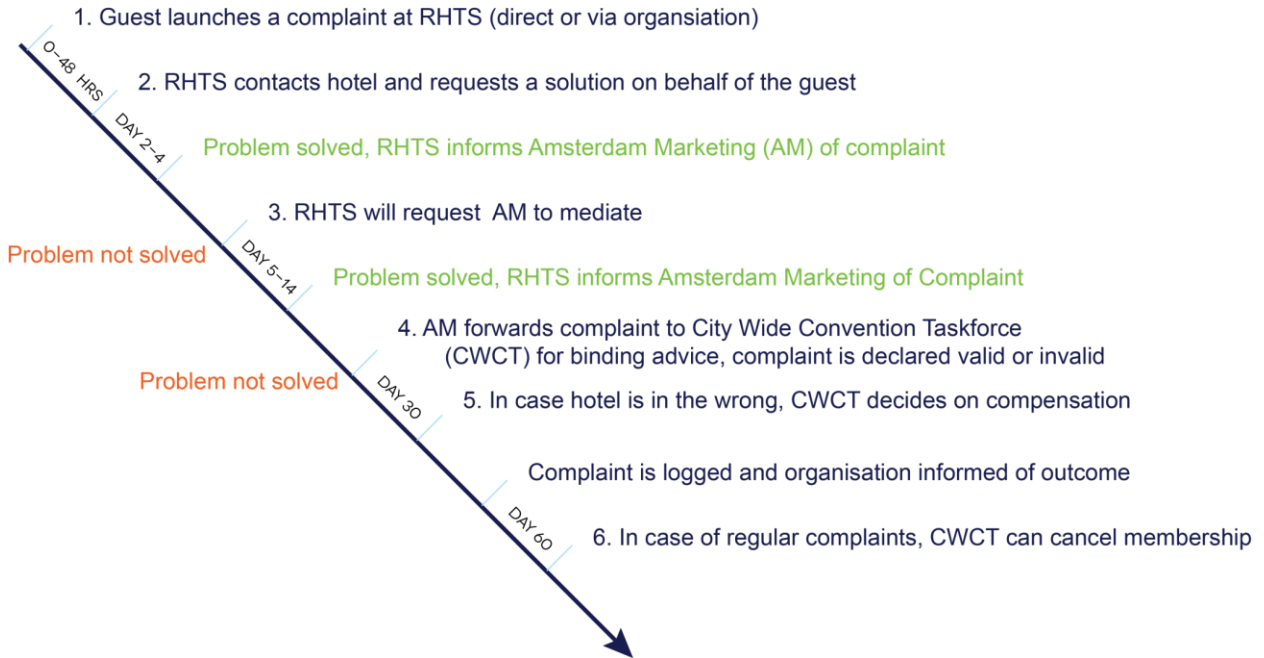 1. Guest launches a complaint at RHTS (direct or via organsiation)
0–48 HRS
2. RHTS contacts hotel and requests a solution on behalf of the guest
DAY 2–4
Problem solved, RHTS informs Amsterdam Marketing (AM) of complaint
3. RHTS will request AM to mediate
Problem not solved
DAY 5–14
Problem solved, RHTS informs Amsterdam Marketing of Complaint
4. AM forwards complaint to City Wide Convention Taskforce
(CWCT) for binding advice, complaint is declared valid or invalid
Problem not solved
DAY 30
5. In case hotel is in the wrong, CWCT decides on compensation
Complaint is logged and organisation informed of outcome
DAY 60
6. In case of regular complaints, CWCT can cancel membership